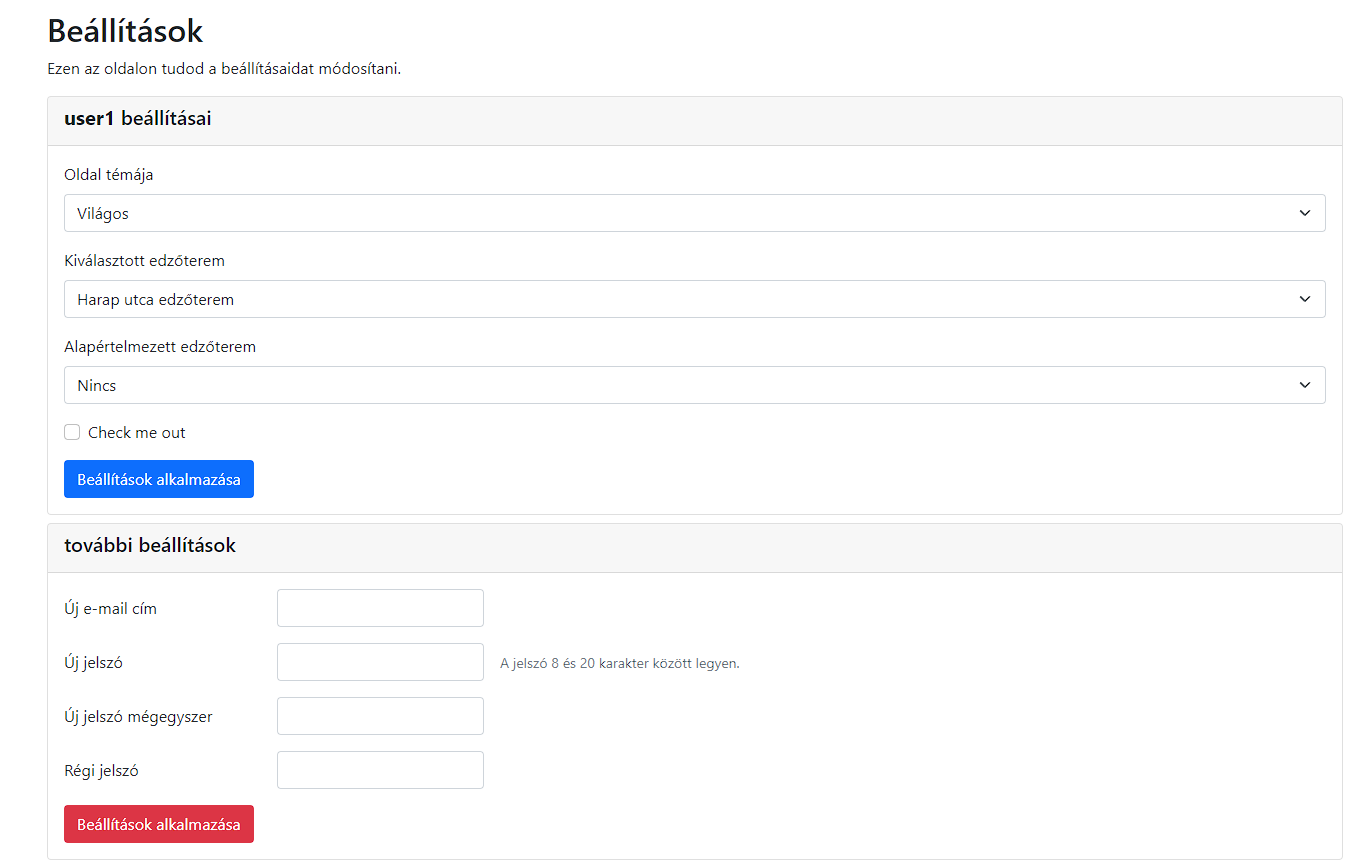 Beállítások
Ezen az oldalon tudod a beállításaidat módosítani.
user1 beállításai
Oldal témája
Világos
Kiválasztott edzőterem
Harap utca edzőterem
Alapértelmezett edzőterem
Nincs
Check me out
Beállítások alkalmazása
további beállítások
Új e-mail cím
Új jelszó
A jelszó 8 és 20 karakter között legyen.
Új jelszó mégegyszer
Régi jelszó
Beállítások alkalmazása